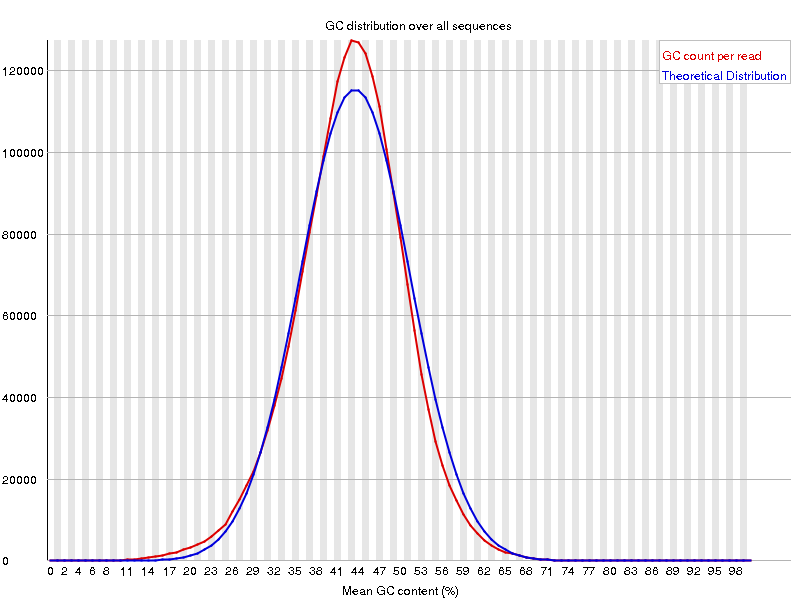 GC distribution over all sequences
GC count per read
Theoretical Distribution
120000
100000
80000
60000
40000
20000
0
0 2 4 6 8 11 14 17 20 23 26 29 32 35 38 41 44 47 50 53 56 59 62 65 68 71 74 77 80 83 86 89 92 95 98
Mean GC content (%)